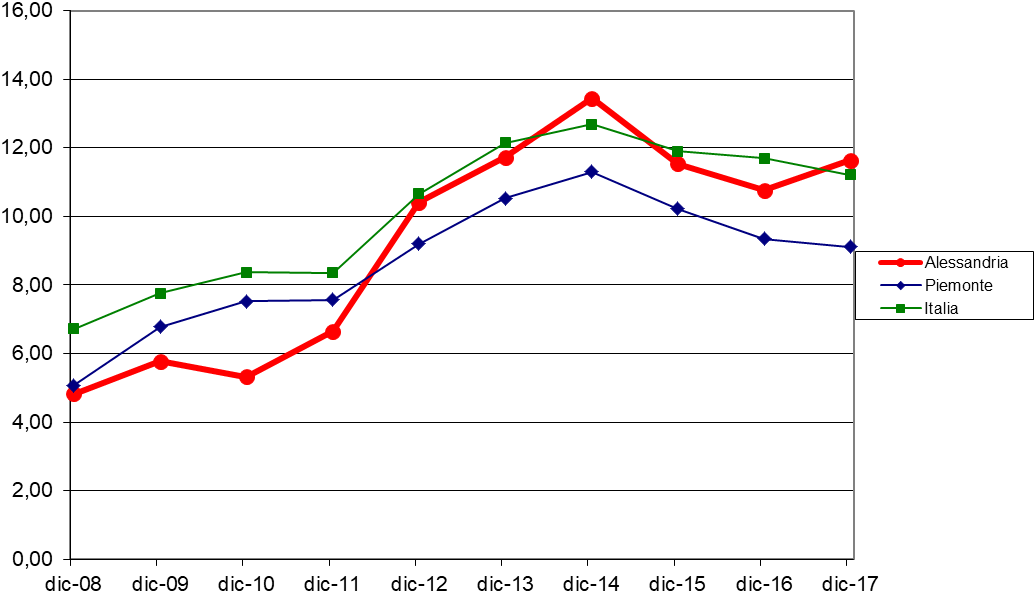 16,00
14,00
12,00
10,00
8,00
6,00
4,00
2,00
0,00
dic-08 dic-09 dic-10 dic-11 dic-12 dic-13 dic-14 dic-15 dic-16 dic-17
Alessandria
Piemonte
Italia